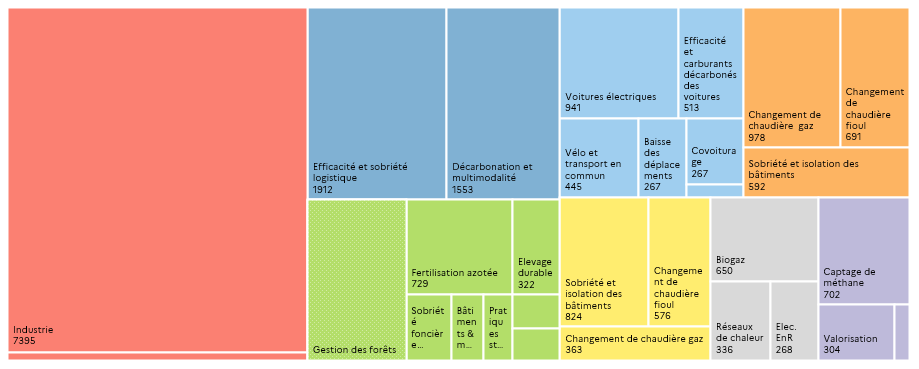 Industrie
7395
Efficacité et sobriété
logistique
1912
Décarbonation et
multimodalité
1553
Gestion des forêts
Fertilisation azotée
729
Elevage
durable
322
Sobriét
é
foncièr
e...
Bâti
men
ts &
m...
Prat
ique
es
st...
Voitures électriques
941
Efficacité
et
carburants
décarbonés
des
voitures
513
Vélo et
transport en
commun
445
Baisse
des
déplace
ments
267
Covoitura
ge
267
Changement de
chaudière gaz
978
Changement
de
chaudière
fioul
691
Sobriété et isolation des
bâtiments
592
Sobriété et
isolation des
bâtiments
824
Changeme
nt de
chaudière
fioul
576
Changement de chaudière gaz
363
Biogaz
650
Réseaux
de chaleur
336
Elec.
EnR
268
Captage de
méthane
702
Valorisation
304